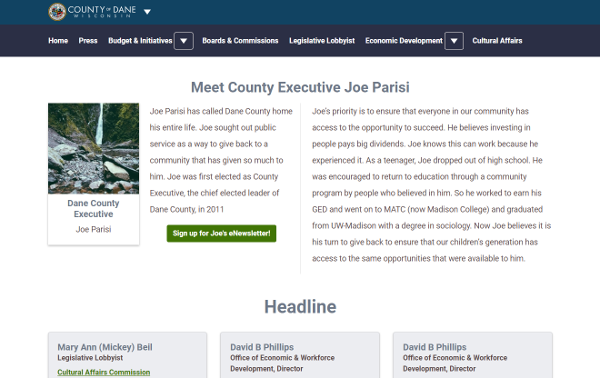 COUNTY OF DANE
WISCONSIN
Home Press Budget & Initiatives Boards & Commissions Legislative Lobbyist Economic Development Cultural Affairs
Meet County Executive Joe Parisi
Dane County
Executive
Joe Parisi
Joe Parisi has called Dane County home
his entire life. Joe sought out public
service as a way to give back to a
community that has given so much to
him. Joe was first elected as County
Executive, the chief elected leader of
Dane County, in 2011
Sign up for Joe's eNewsletter!
Joe's priority is to ensure that everyone in our community has
access to the opportunity to succeed. He believes investing in
people pays big dividends. Joe knows this can work because he
experienced it. As a teenager, Joe dropped out of high school. He
was encouraged to return to education through a community
program by people who believed in him. So he worked to earn his
GED and went on to MATC (now Madison College) and graduated
from UW-Madison with a degree in sociology. Now Joe believes it is
his turn to give back to ensure that our children's generation has
access to the same opportunities that were available to him.
Headline
Mary Ann (Mickey) Beil
Legislative Lobbyist
Cultural Affairs Commission
David B Phillips
Office of Economic & Workforce
Development, Director
David B Phillips
Office of Economic & Workforce
Development, Director